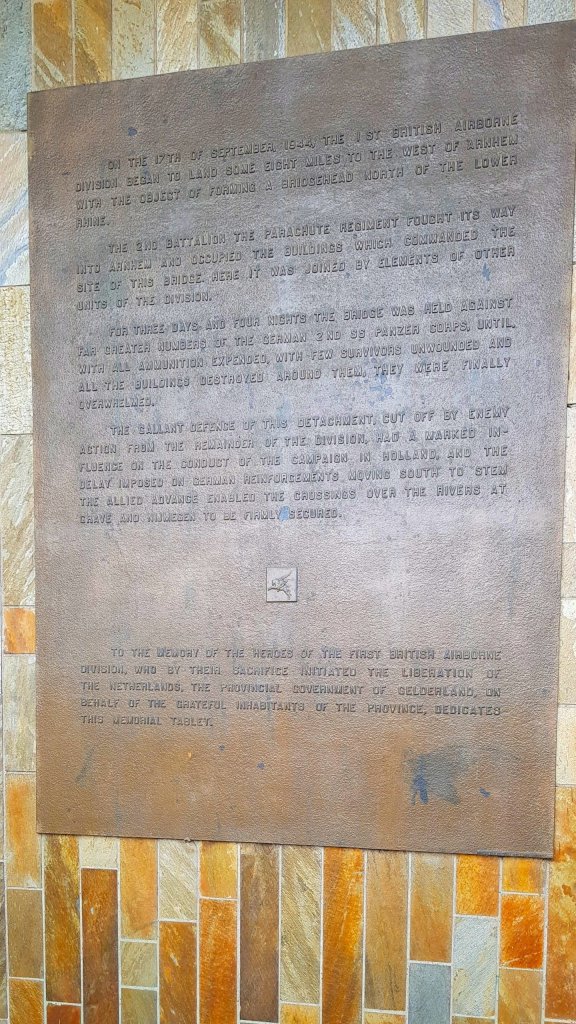 ON THE 17TH OF SEPTEMBER, 1944, THE 1ST BRITISH AIRBORNE
DIVISION BEGAN TO LAND SOME EIGHT MILES TO THE WEST OF ARNHEM
WITH THE OBJECT OF FORMING A BRIDGEHEAD NORTH OF THE LOWER
RHINE.
THE 2ND BATTALION THE PARACHUTE REGIMENT FOUGHT ITS WAY
INTO ARNHEM AND OCCUPIED THE BUILDINGS WHICH COMMANDED THE
SITE OF THIS BRIDGE. HERE IT WAS JOINED BY ELEMENTS OF OTHER
UNITS OF THE DIVISION.
FOR THREE DAYS AND FOUR NIGHTS THE BRIDGE WAS HELD AGAINST
FAR GREATER NUMBERS OF THE GERMAN 2ND SS PANZER CORPS, UNTIL,
WITH ALL AMMUNITION EXPENDED, WITH FEW SURVIVORS UNWOUNDED AND
ALL THE BUILDINGS DESTROYED AROUND THEM, THEY WERE FINALLY
OVERWHELMED.
THE GALLANT DEFENCE OF THIS DETACHMENT, CUT OFF BY ENEMY
ACTION FROM THE REMAINDER OF THE DIVISION, HAD A MARKED IN-
FLUENCE ON THE CONDUCT OF THE CAMPAIGN IN HOLLAND, AND THE
DELAY IMPOSED ON GERMAN REINFORCEMENTS MOVING SOUTH TO STEM
THE ALLIED ADVANCE ENABLED THE CROSSINGS OVER THE RIVERS AT
GRAVE AND NIJMEGEN TO BE FIRMLY SECURED.
TO THE MEMORY OF THE HEROES OF THE FIRST BRITISH AIRBORNE
DIVISION, WHO BY THEIR SACRIFICE INITIATED THE LIBERATION OF
THE NETHERLANDS, THE PROVINCIAL GOVERNMENT OF GELDERLAND, ON
BEHALF OF THE GRATEFUL INHABITANTS OF THE PROVINCE, DEDICATES
THIS MEMORIAL TABLET.